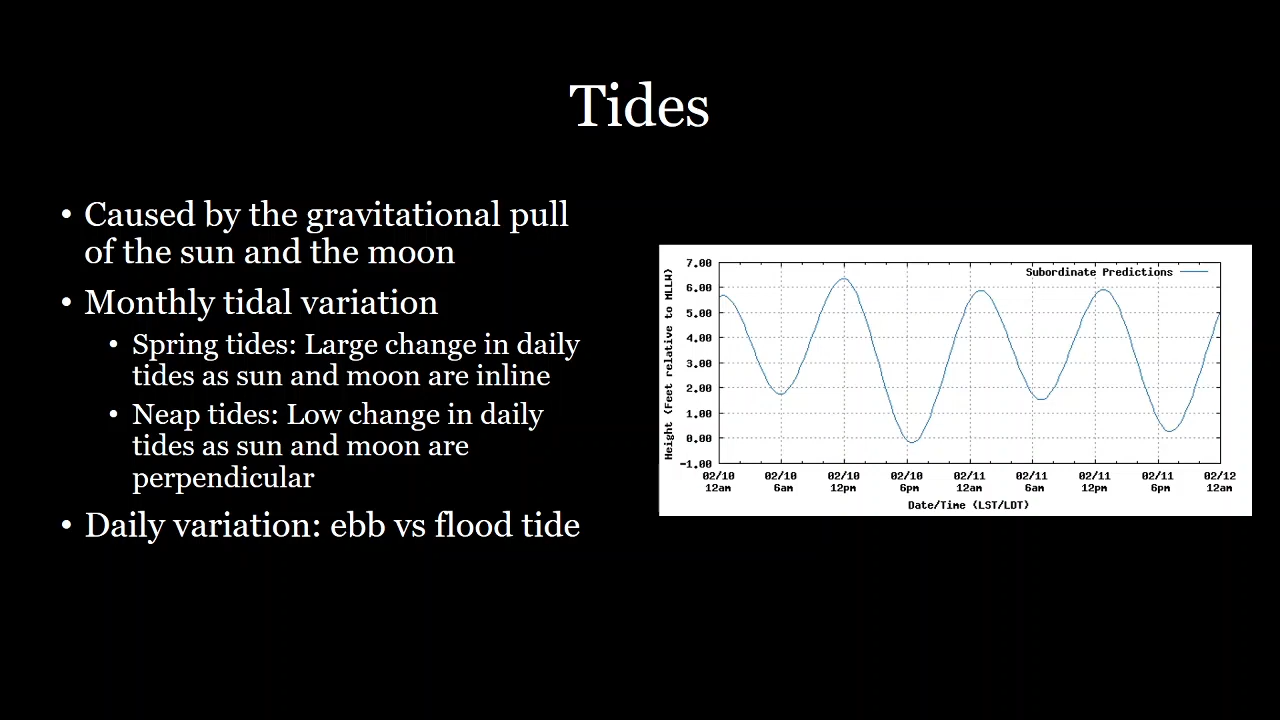 Tides
• Caused by the gravitational pull
of the sun and the moon
• Monthly tidal variation
• Spring tides: Large change in daily
tides as sun and moon are inline
• Neap tides: Low change in daily
tides as sun and moon are
perpendicular
• Daily variation: ebb vs flood tide
Subordinate Predictions
Height (Feet relative to MLLW)
7.00
6.00
5.00
4.00
3.00
2.00
1.00
0.00
-1.00
02/10 02/10 02/10 02/10 02/11 02/11 02/11 02/11 02/12
12am 6am 12pm 6pm 12am 6am 12pm 6pm 12am
Date/Time (LST/LDT)